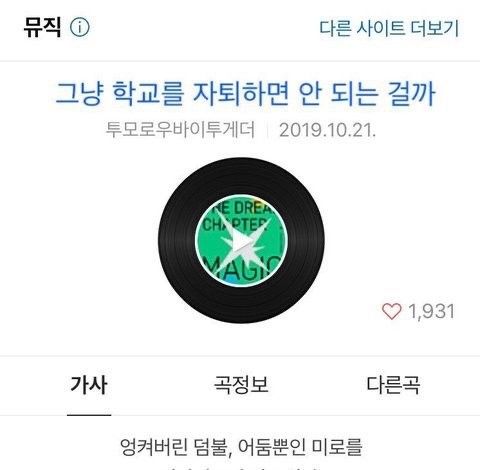 뮤직
다른 사이트 더보기
그냥 학교를 자퇴하면 안 되는 걸까
투모로우바이투게더 | 2019.10.21.
THE DREAM
CHAPTER:
MAGIC
1,931
가사 곡정보 다른곡
엉켜버린 덤불, 어둠뿐인 미로를